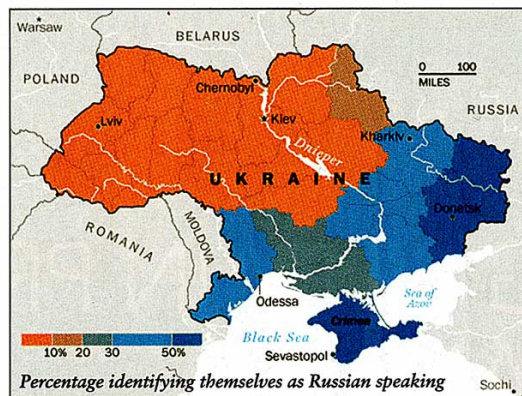 Warsaw
BELARUS
POLAND
Chernobyl
0 100
MILES
RUSSIA
Lviv
Kiev
Kharkiv
Dnieper
UKRAINE
Donetsk
ROMANIA
MOLDOVA
Odessa
Sea of
Azov
Crimea
Black Sea
Sevastopol
10% 20 30 50%
Percentage identifying themselves as Russian speaking
Sochi